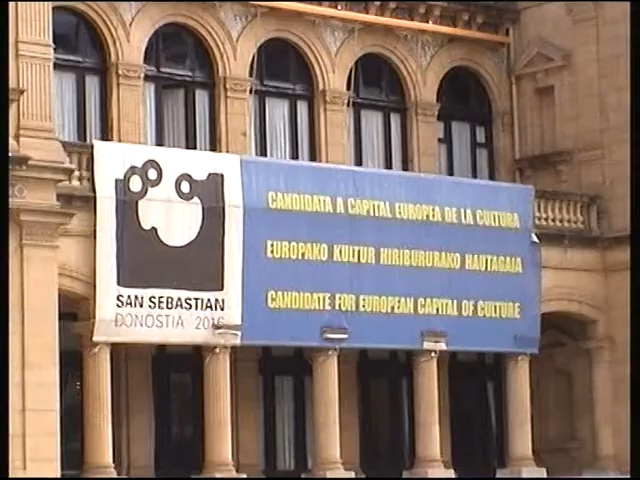 CANDIDATA A CAPITAL EUROPEA DE LA CULTURA
EUROPAKO KULTUR HIRIBURURAKO HAUTAGAIA
CANDIDATE FOR EUROPEAN CAPITAL OF CULTURE
SAN SEBASTIAN
DONOSTIA 2016